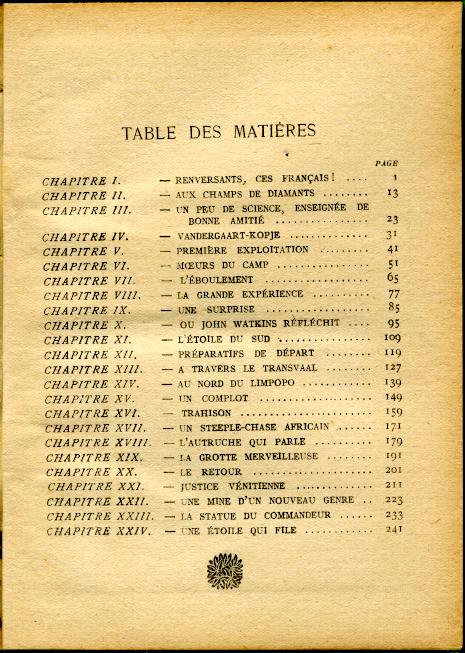 TABLE DES MATIÈRES
PAGE
CHAPITRE I. — RENVERSANTS, CES FRANÇAIS ! .... 1
CHAPITRE II. — AUX CHAMPS DE DIAMANTS ........ 13
CHAPITRE III. — UN PEU DE SCIENCE, ENSEIGNÉE DE
BONNE AMITIÉ ............ 23
CHAPITRE IV. — VANDERGAART-KOPJE ............. 31
CHAPITRE V. — PREMIÈRE EXPLOITATION ......... 41
CHAPITRE VI. — MŒURS DU CAMP ............... 51
CHAPITRE VII. — L'ÉBOULEMENT ................. 65
CHAPITRE VIII. — LA GRANDE EXPÉRIENCE .......... 77
CHAPITRE IX. — UNE SURPRISE ................. 85
CHAPITRE X. — OU JOHN WATKINS RÉFLÉCHIT .... 95
CHAPITRE XI. — L'ÉTOILE DU SUD .............. 109
CHAPITRE XII. — PRÉPARATIFS DE DÉPART ........ 119
CHAPITRE XIII. — A TRAVERS LE TRANSVAAL ........ 127
CHAPITRE XIV. — AU NORD DU LIMPOPO ........... 139
CHAPITRE XV. — UN COMPLOT .................. 149
CHAPITRE XVI. — TRAHISON .................... 159
CHAPITRE XVII. — UN STEEPLE-CHASE AFRICAIN ...... 171
CHAPITRE XVIII. — L'AUTRUCHE QUI PARLE .......... 179
CHAPITRE XIX. — LA GROTTE MERVEILLEUSE ........ 191
CHAPITRE XX. — LE RETOUR .................. 201
CHAPITRE XXI. — JUSTICE VÉNITIENNE ............ 211
CHAPITRE XXII. — UNE MINE D'UN NOUVEAU GENRE .. 223
CHAPITRE XXIII. — LA STATUE DU COMMANDEUR ...... 233
CHAPITRE XXIV. — UNE ÉTOILE QUI FILE ........... 241